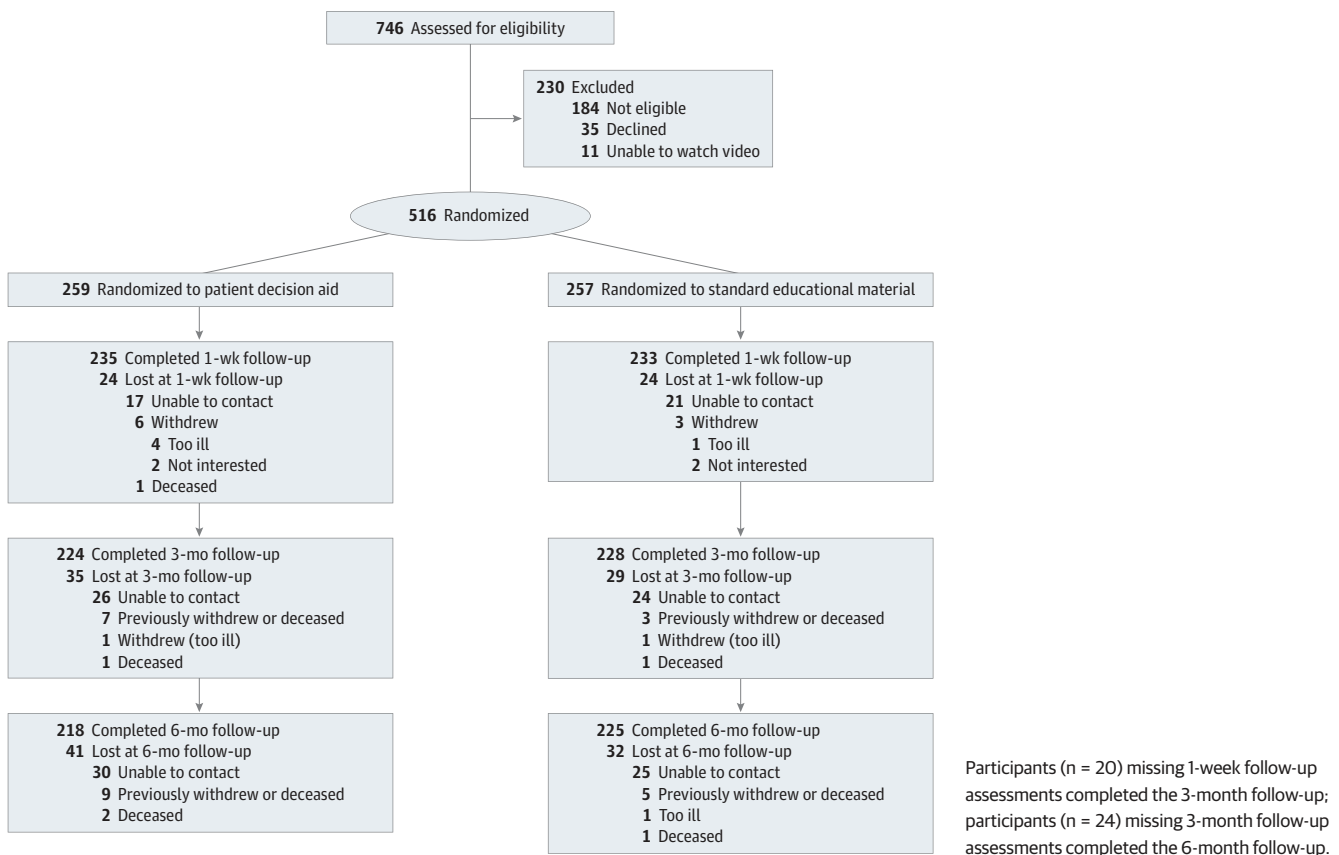 746 Assessed for eligibility
230 Excluded
184 Not eligible
35 Declined
11 Unable to watch video
516 Randomized
259 Randomized to patient decision aid
235 Completed 1-wk follow-up
24 Lost at 1-wk follow-up
17 Unable to contact
6 Withdrew
4 Too ill
2 Not interested
1 Deceased
224 Completed 3-mo follow-up
35 Lost at 3-mo follow-up
26 Unable to contact
7 Previously withdrew or deceased
1 Withdrew (too ill)
1 Deceased
218 Completed 6-mo follow-up
41 Lost at 6-mo follow-up
30 Unable to contact
9 Previously withdrew or deceased
2 Deceased
257 Randomized to standard educational material
233 Completed 1-wk follow-up
24 Lost at 1-wk follow-up
21 Unable to contact
3 Withdrew
1 Too ill
2 Not interested
228 Completed 3-mo follow-up
29 Lost at 3-mo follow-up
24 Unable to contact
3 Previously withdrew or deceased
1 Withdrew (too ill)
1 Deceased
225 Completed 6-mo follow-up
32 Lost at 6-mo follow-up
25 Unable to contact
5 Previously withdrew or deceased
1 Too ill
1 Deceased
Participants (n = 20) missing 1-week follow-up
assessments completed the 3-month follow-up;
participants (n = 24) missing 3-month follow-up
assessments completed the 6-month follow-up.